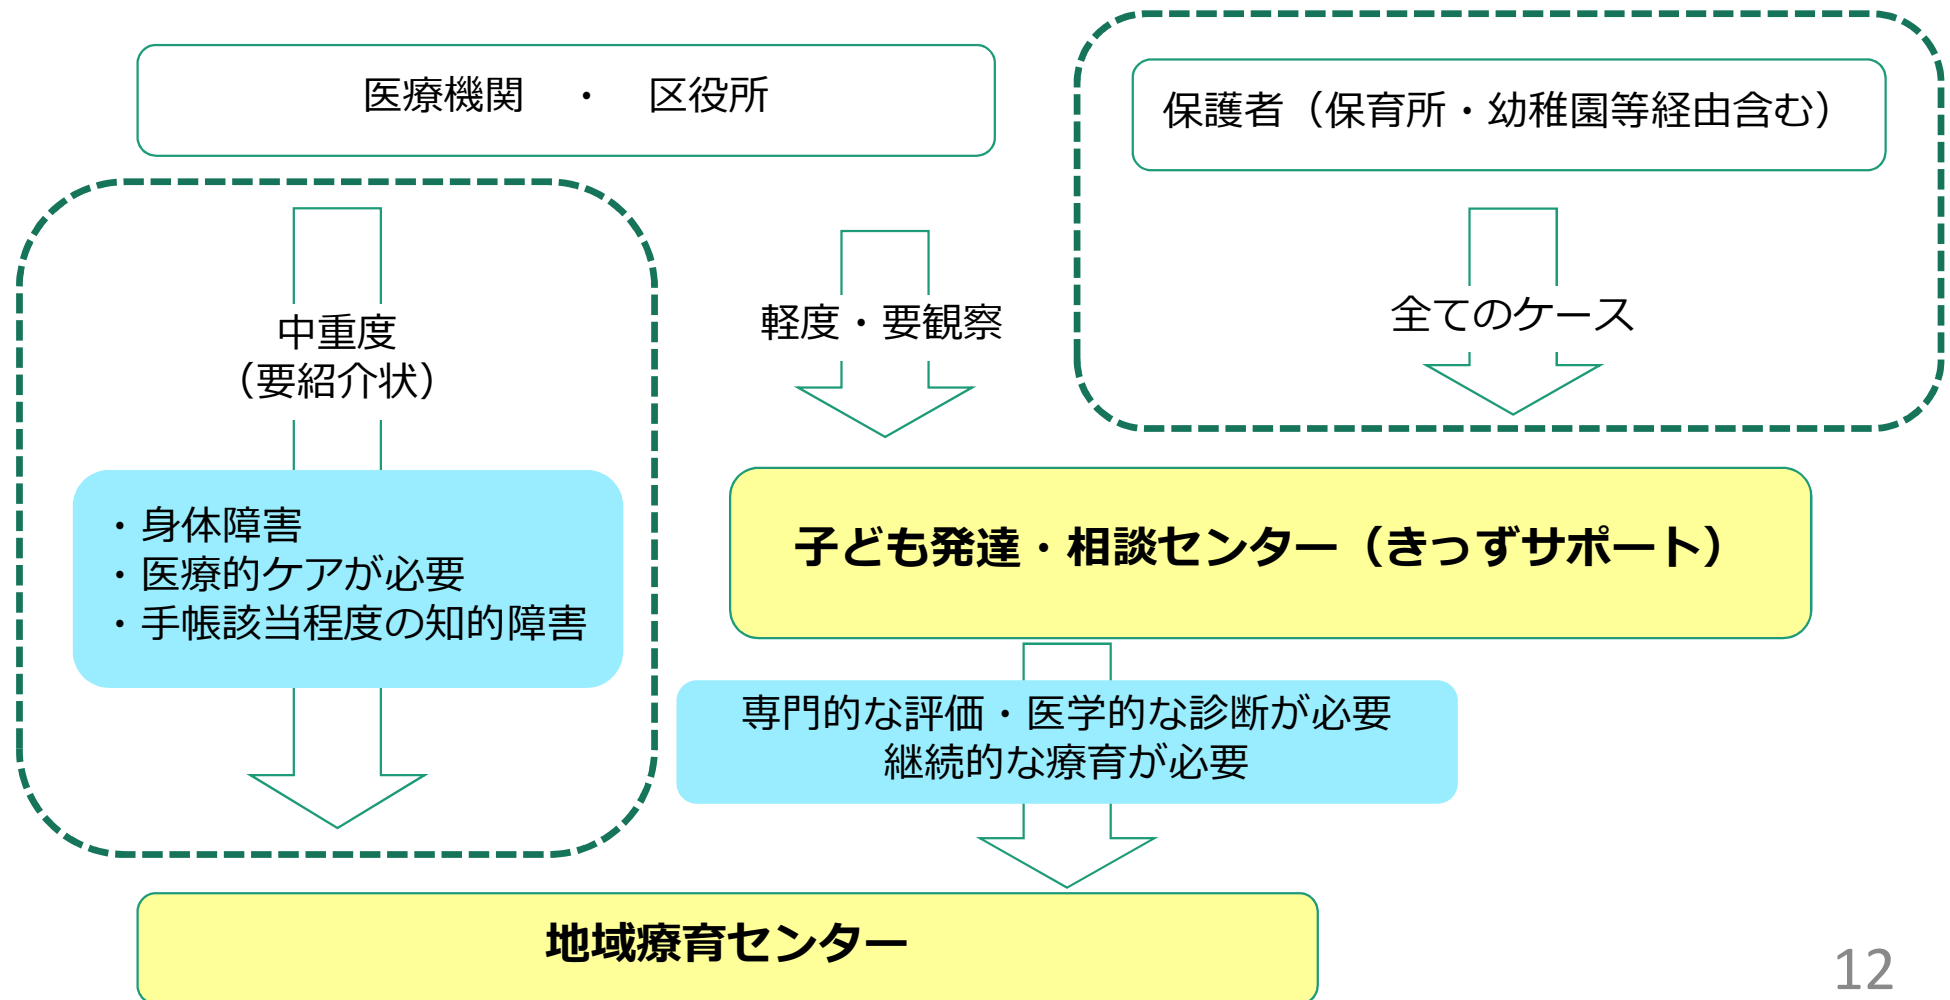 医療機関　・　区役所
保護者（保育所・幼稚園等経由含む）
中重度
（要紹介状）
軽度・要観察
全てのケース
・身体障害
・医療的ケアが必要
・手帳該当程度の知的障害
子ども発達・相談センター（きっずサポート）
専門的な評価・医学的な診断が必要
継続的な療育が必要
地域療育センター
12